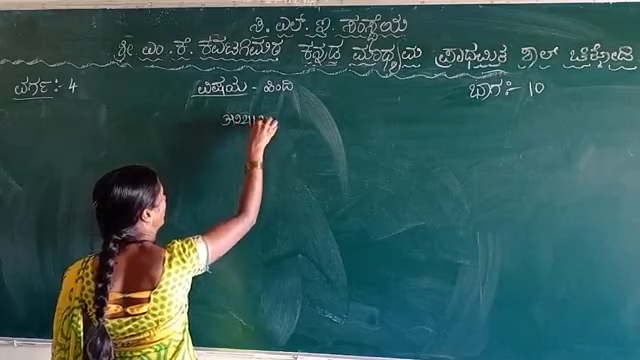 ಸಿ. ಎಲ್. ಇ. ಸಂಸ್ಥೆಯ
ಶ್ರೀ ಎಂ. ಕೆ. ಕವಟಗಿಮಠ ಕನ್ನಡ ಮಾಧ್ಯಮ ಪ್ರಾಥಮಿಕ ಶಾಲೆ ಚಿಕ್ಕೋಡಿ
ವರ್ಗ:- 4 ವಿಷಯ - ಹಿಂದಿ ಭಾಗ:- 10